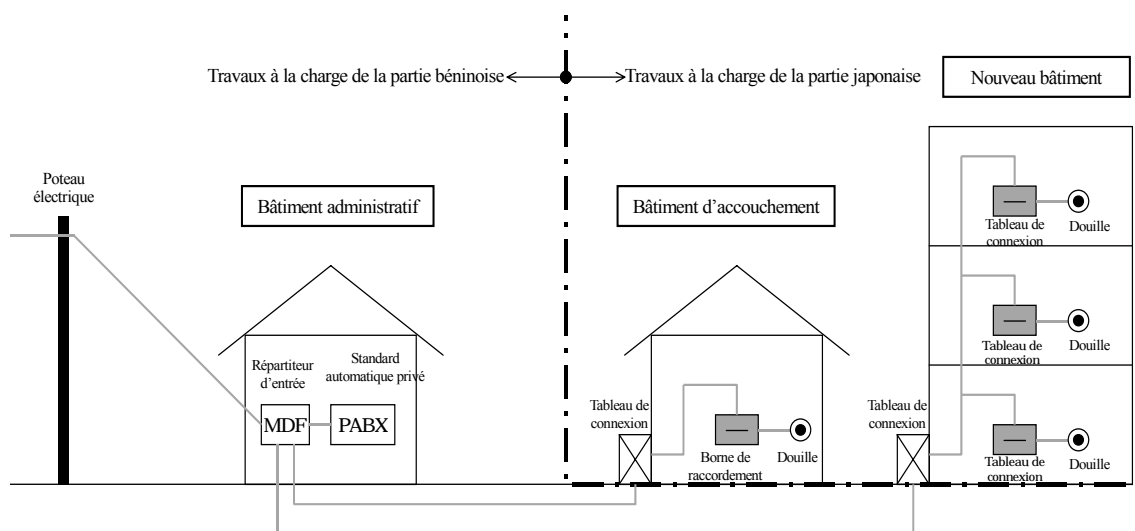 Travaux à la charge de la partie béninoise
Travaux à la charge de la partie japonaise
Nouveau bâtiment
Poteau
électrique
Bâtiment administratif
Bâtiment d'accouchement
Tableau de
connexion
Douille
Tableau de
connexion
Douille
Répartiteur
d'entrée
Standard
automatique privé
MDF
PABX
Tableau de
connexion
Borne de
raccordement
Douille
Tableau de
connexion
Tableau de
connexion
Douille